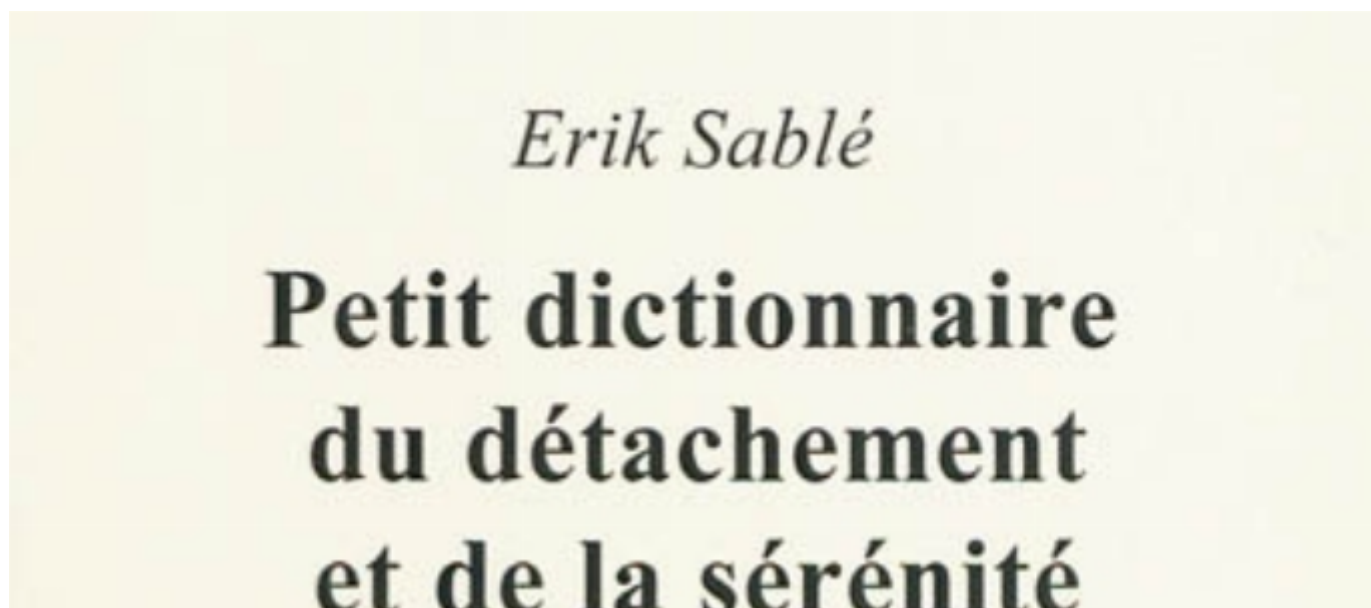 Erik Sablé
Petit dictionnaire
du détachement
et de la sérénité